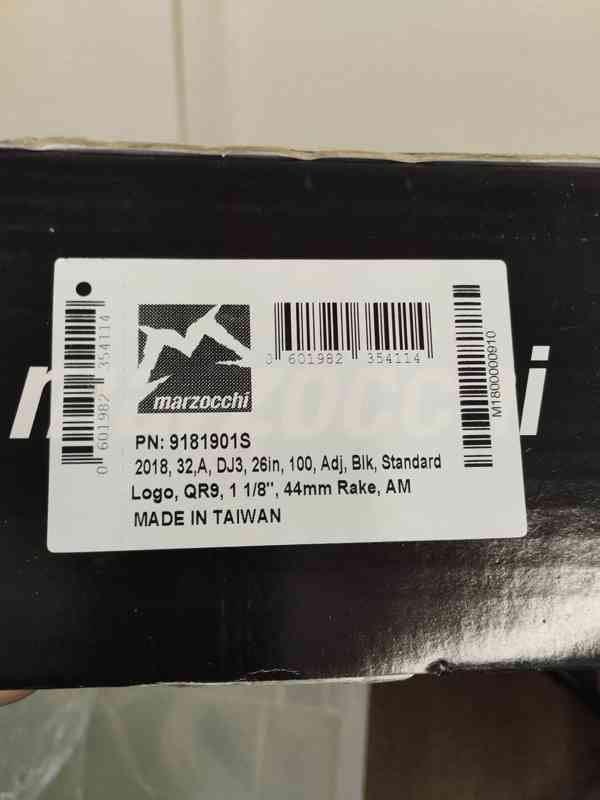 marzocchi
marzocchi
0 601982 354114
0 601982 354114
M1800000910
PN: 9181901S
2018, 32,A, DJ3, 26in, 100, Adj, Blk, Standard
Logo, QR9, 1 1/8", 44mm Rake, AM
MADE IN TAIWAN